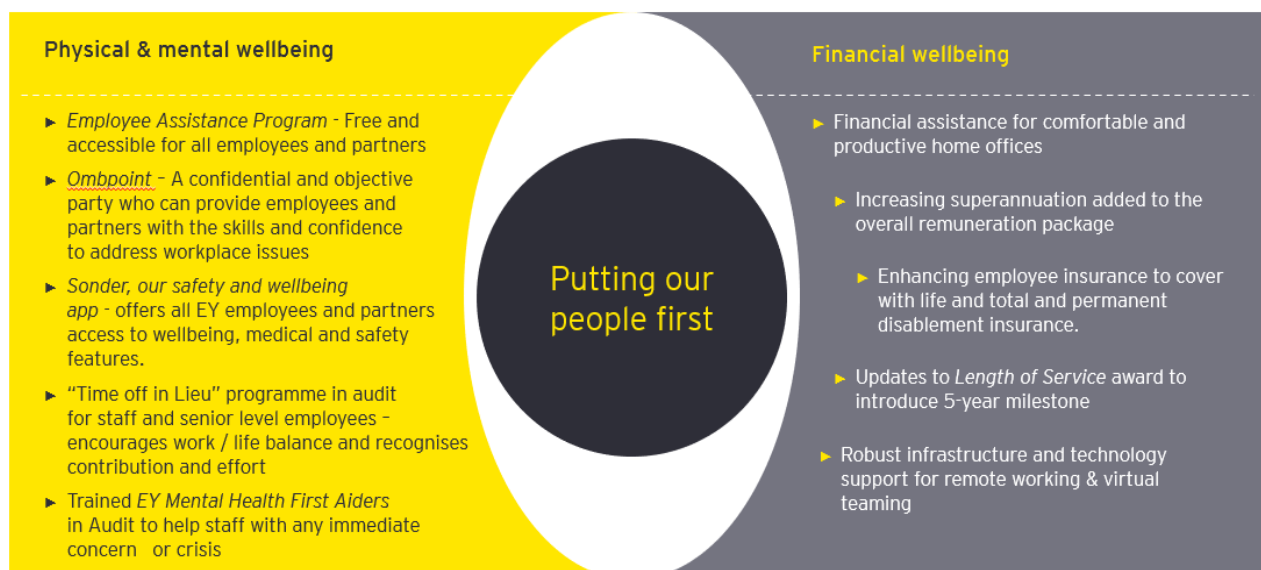 Physical & mental wellbeing
► Employee Assistance Program - Free and
accessible for all employees and partners
► Ombpoint – A confidential and objective
party who can provide employees and
partners with the skills and confidence
to address workplace issues
► Sonder, our safety and wellbeing
app - offers all EY employees and partners
access to wellbeing, medical and safety
features.
► “Time off in Lieu” programme in audit
for staff and senior level employees –
encourages work / life balance and recognises
contribution and effort
► Trained EY Mental Health First Aiders
in Audit to help staff with any immediate
concern or crisis
Putting our
people first
Financial wellbeing
► Financial assistance for comfortable and
productive home offices
► Increasing superannuation added to the
overall remuneration package
► Enhancing employee insurance to cover
with life and total and permanent
disablement insurance.
► Updates to Length of Service award to
introduce 5-year milestone
► Robust infrastructure and technology
support for remote working & virtual
teaming